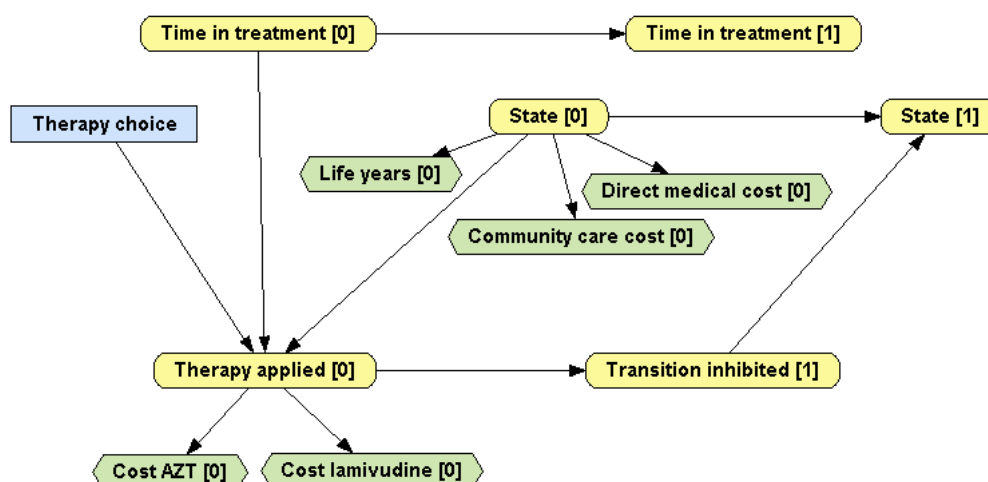 Time in treatment [0]
Time in treatment [1]
Therapy choice
State [0]
State [1]
Life years [0]
Direct medical cost [0]
Community care cost [0]
Therapy applied [0]
Transition inhibited [1]
Cost AZT [0]
Cost lamivudine [0]